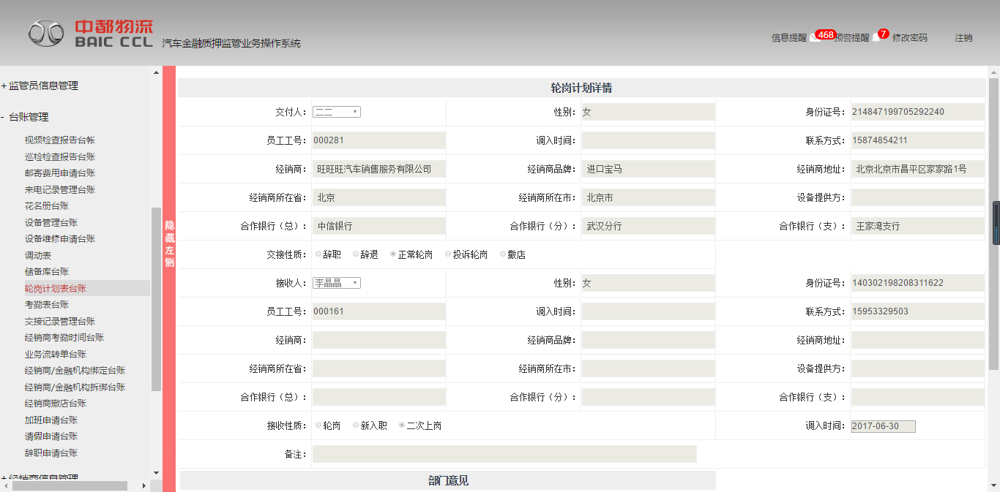 中都物流
BAIC CCL 汽车金融质押监管业务操作系统
信息提醒 468 预警提醒 7 修改密码 注销
+ 监管员信息管理
- 台账管理
视频检查报告台帐
巡检检查报告台账
邮寄费用申请台账
来电记录管理台账
花名册台账
设备管理台账
设备维修申请台账
调动表
储备库台账
轮岗计划表台账
考勤表台账
交接记录管理台账
经销商考勤时间台账
业务流转单台账
经销商/金融机构绑定台账
经销商/金融机构拆绑台账
经销商撤店台账
加班申请台账
请假申请台账
辞职申请台账
+ 经销商信息管理
隐藏左侧
轮岗计划详情
交付人： 二二 性别： 女 身份证号： 214847199705292240
员工工号： 000281 调入时间： 联系方式： 15874854211
经销商： 旺旺旺汽车销售服务有限公司 经销商品牌： 进口宝马 经销商地址： 北京北京市昌平区家家路1号
经销商所在省： 北京 经销商所在市： 北京市 设备提供方：
合作银行（总）： 中信银行 合作银行（分）： 武汉分行 合作银行（支）： 王家湾支行
交接性质： 辞职 辞退 正常轮岗 投诉轮岗 撤店
接收人： 李晶晶 性别： 女 身份证号： 140302198208311622
员工工号： 000161 调入时间： 联系方式： 15953329503
经销商： 经销商品牌： 经销商地址：
经销商所在省： 经销商所在市： 设备提供方：
合作银行（总）： 合作银行（分）： 合作银行（支）：
接收性质： 轮岗 新入职 二次上岗 调入时间： 2017-06-30
备注：
部门意见